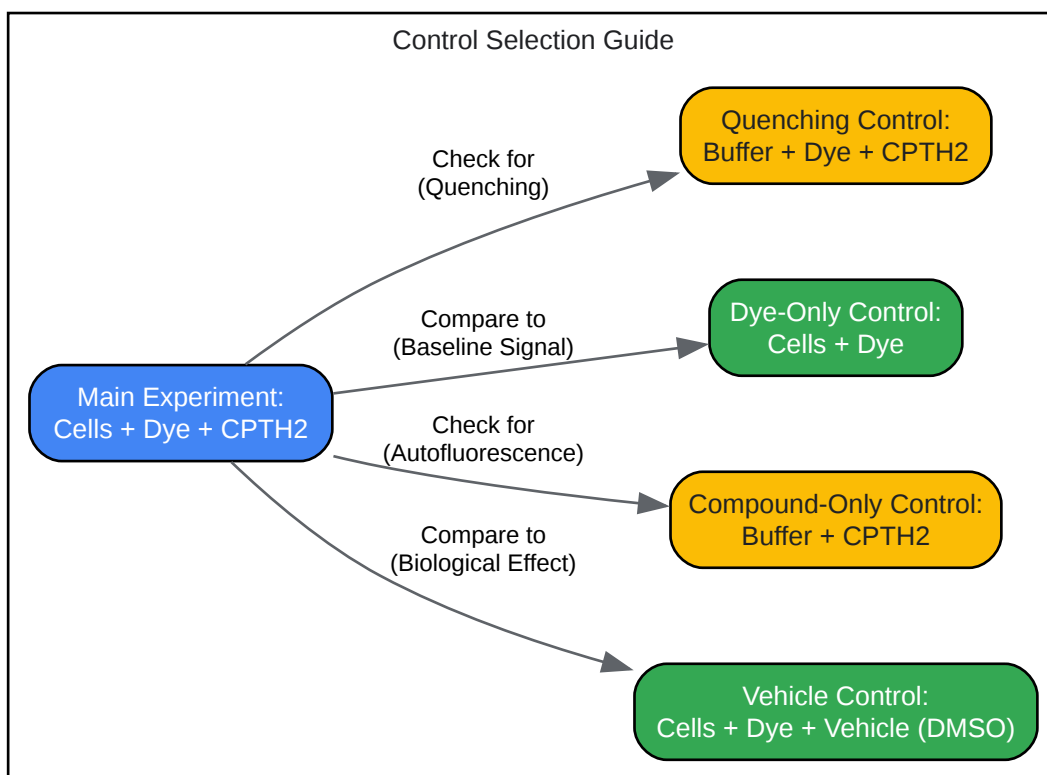 Control Selection Guide
Quenching Control:
Buffer + Dye + CPTH2
Check for
(Quenching)
Dye-Only Control:
Cells + Dye
Compare to
(Baseline Signal)
Main Experiment:
Cells + Dye + CPTH2
Check for
(Autofluorescence)
Compound-Only Control:
Buffer + CPTH2
Compare to
(Biological Effect)
Vehicle Control:
Cells + Dye + Vehicle (DMSO)